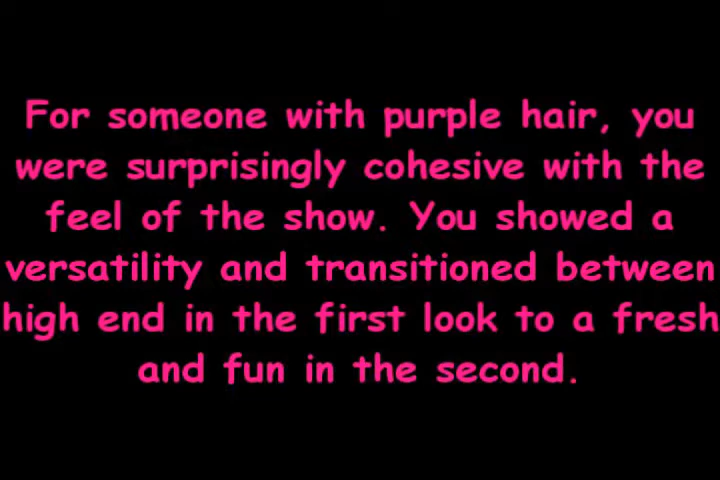 For someone with purple hair, you
were surprisingly cohesive with the
feel of the show. You showed a
versatility and transitioned between
high end in the first look to a fresh
and fun in the second.